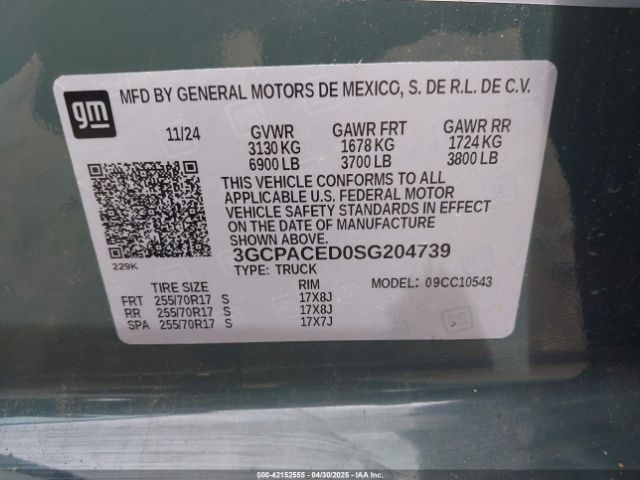 gm
MFD BY GENERAL MOTORS DE MEXICO, S. DE R.L. DE C.V.
11/24 GVWR GAWR FRT GAWR RR
3130 KG 1678 KG 1724 KG
6900 LB 3700 LB 3800 LB
THIS VEHICLE CONFORMS TO ALL
APPLICABLE U.S. FEDERAL MOTOR
VEHICLE SAFETY STANDARDS IN EFFECT
ON THE DATE OF MANUFACTURE
SHOWN ABOVE.
229K
3GCPACED0SG204739
TYPE: TRUCK
TIRE SIZE RIM MODEL: 09CC10543
FRT 255/70R17 S 17X8J
RR 255/70R17 S 17X8J
SPA 255/70R17 S 17X7J
© 42152555 | 04/30/2025 | IAA Inc.